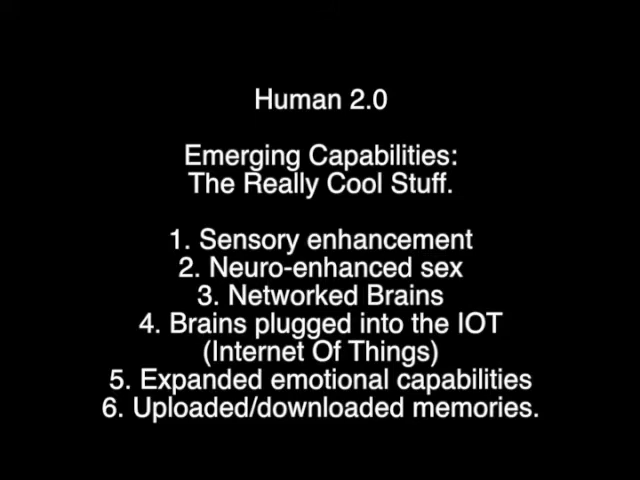 Human 2.0
Emerging Capabilities:
The Really Cool Stuff.
1. Sensory enhancement
2. Neuro-enhanced sex
3. Networked Brains
4. Brains plugged into the IOT
(Internet Of Things)
5. Expanded emotional capabilities
6. Uploaded/downloaded memories.